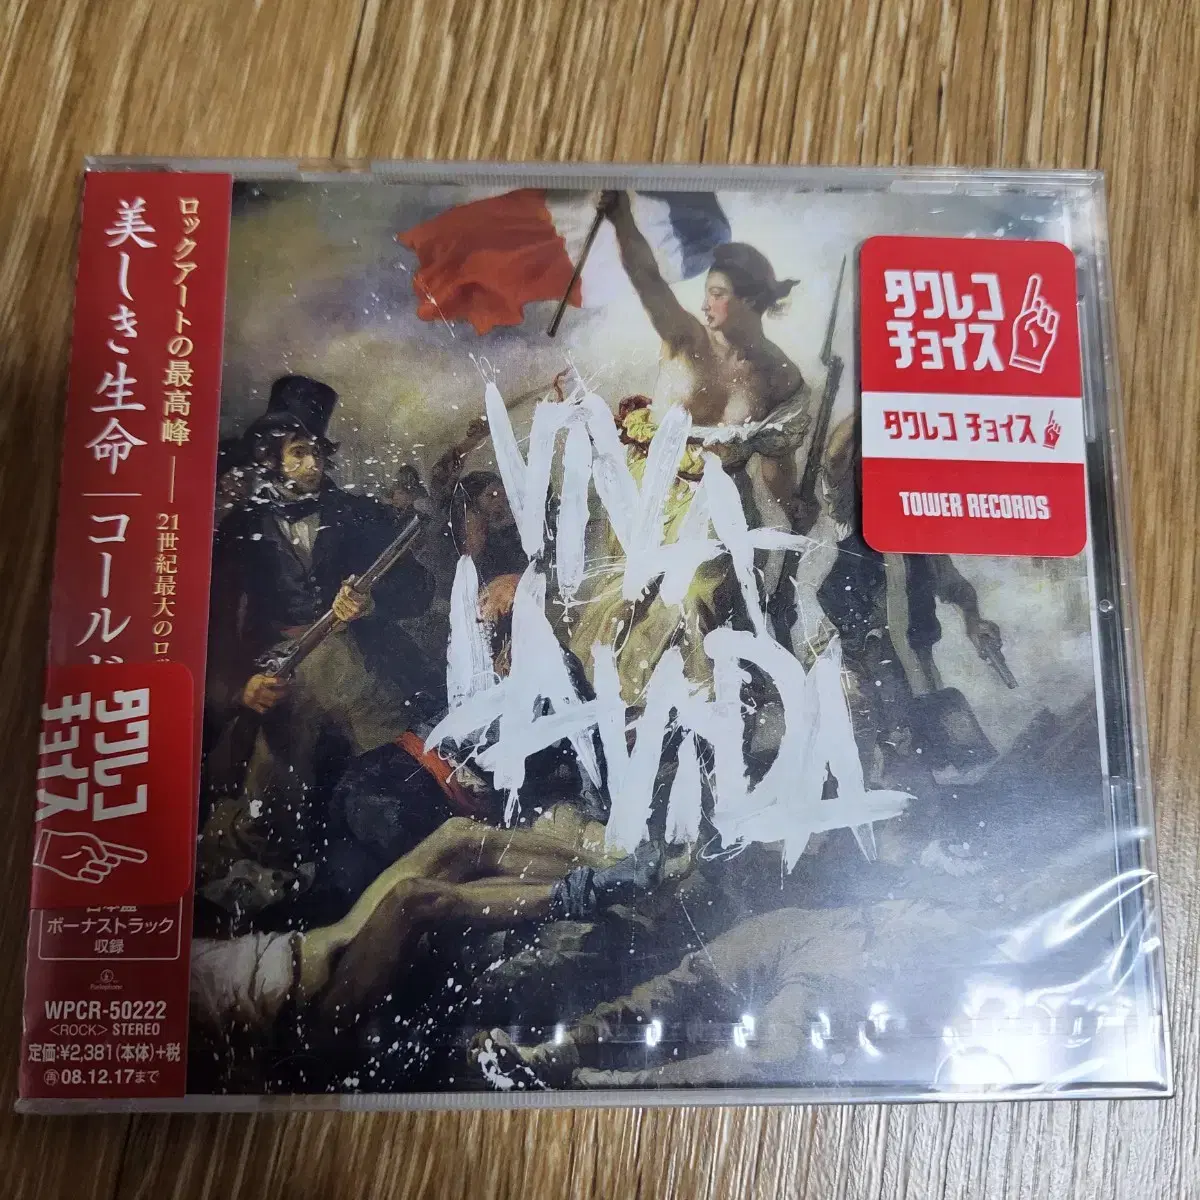 ロックアートの最高峰 ── 21世紀最大のロ
美しき生命|コールド
タワレコ
チョイス
ボーナストラック
収録
Parlophone
WPCR-50222
<ROCK> STEREO
定価:¥2,381(本体)+税
再 08.12.17まで
VIVA
LA VIDA
タワレコ
チョイス
タワレコ チョイス
TOWER RECORDS